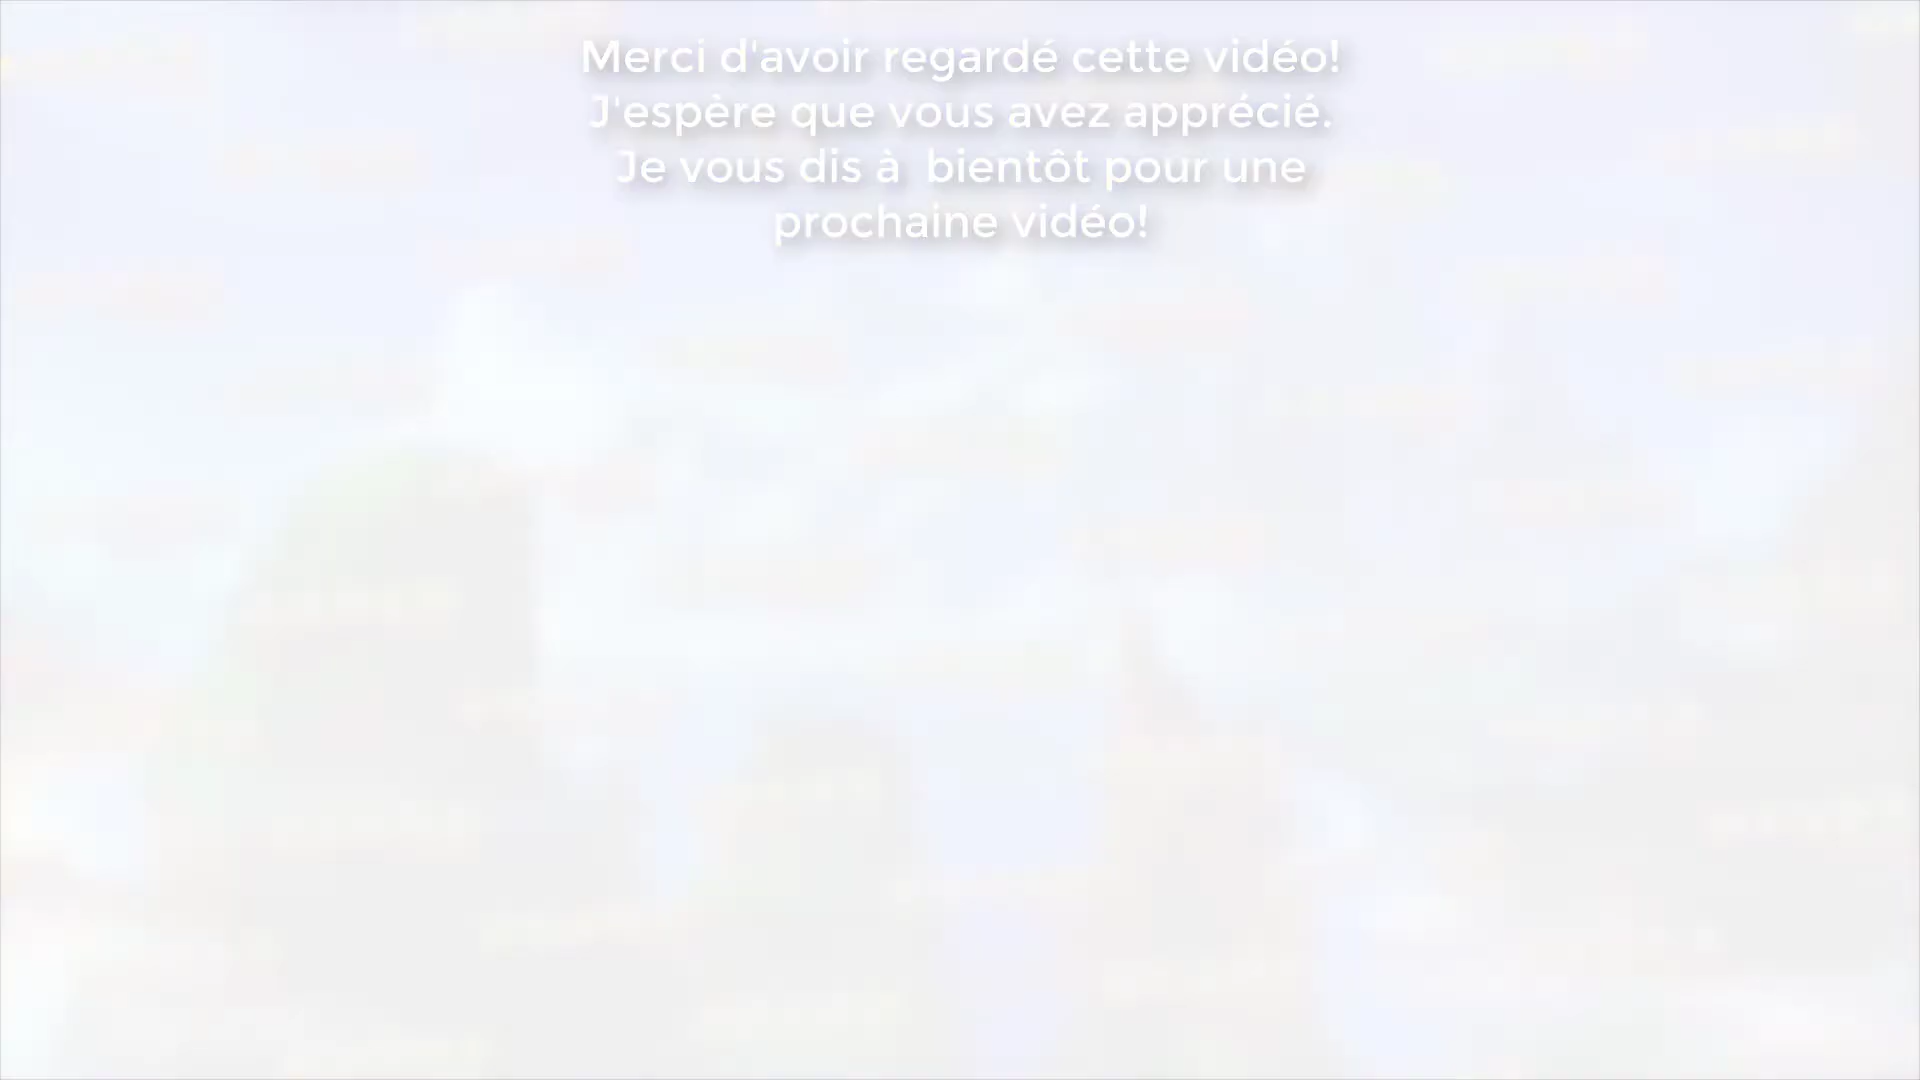 Merci d'avoir regardé cette vidéo!
J'espère que vous avez apprécié.
Je vous dis à  bientôt pour une
prochaine vidéo!